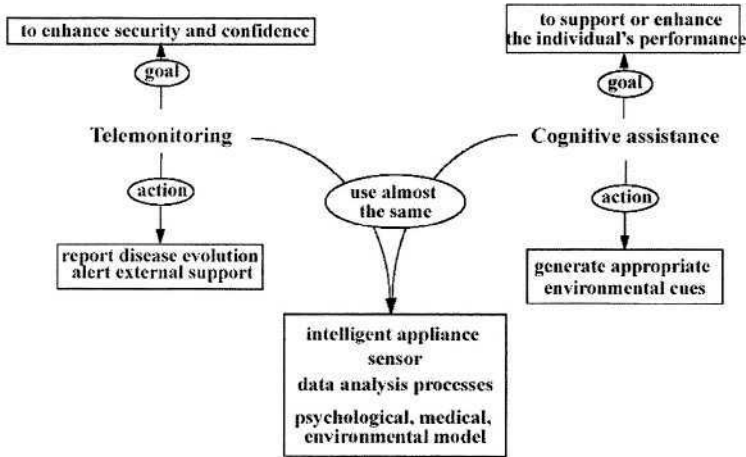 to enhance security and confidence
goal
Telemonitoring
action
report disease evolution
alert external support
to support or enhance
the individual's performance
goal
Cognitive assistance
action
generate appropriate
environmental cues
use almost
the same
intelligent appliance
sensor
data analysis processes
psychological, medical,
environmental model